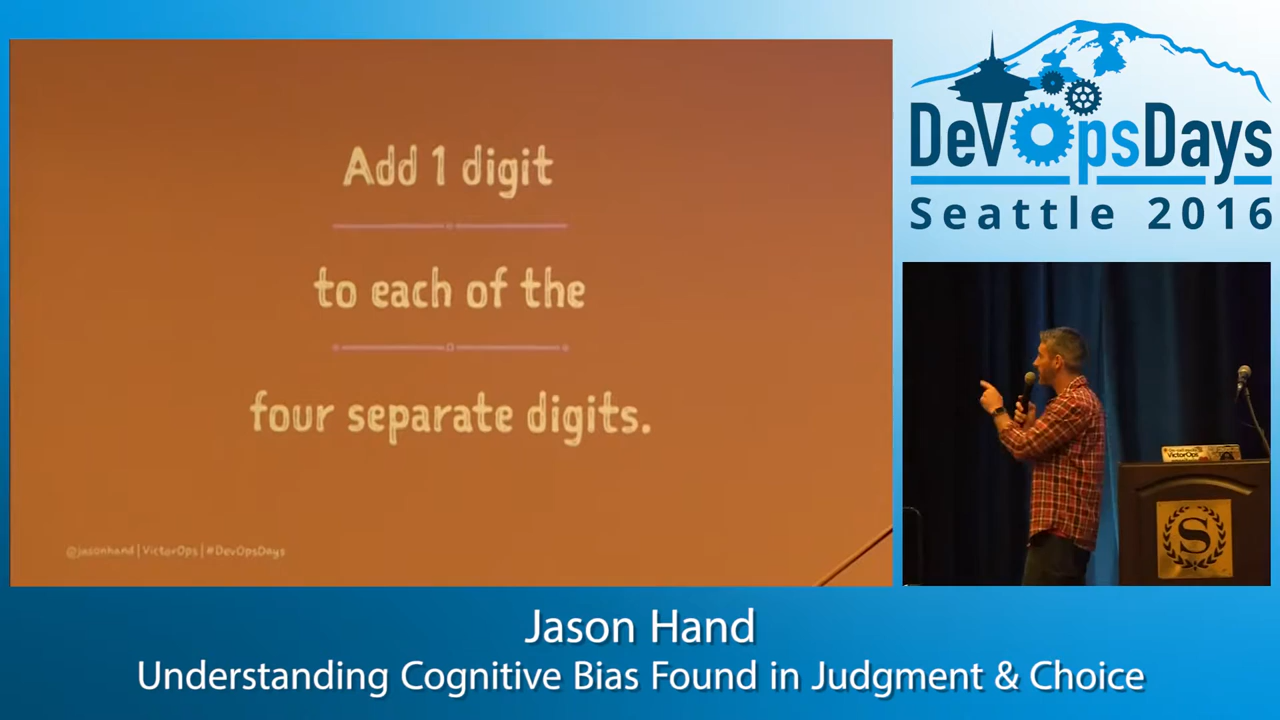 Add 1 digit
to each of the
four separate digits.
@jasonhand | VictorOps | #DevOpsDays
DevOpsDays
Seattle 2016
VictorOps
S
Jason Hand
Understanding Cognitive Bias Found in Judgment & Choice